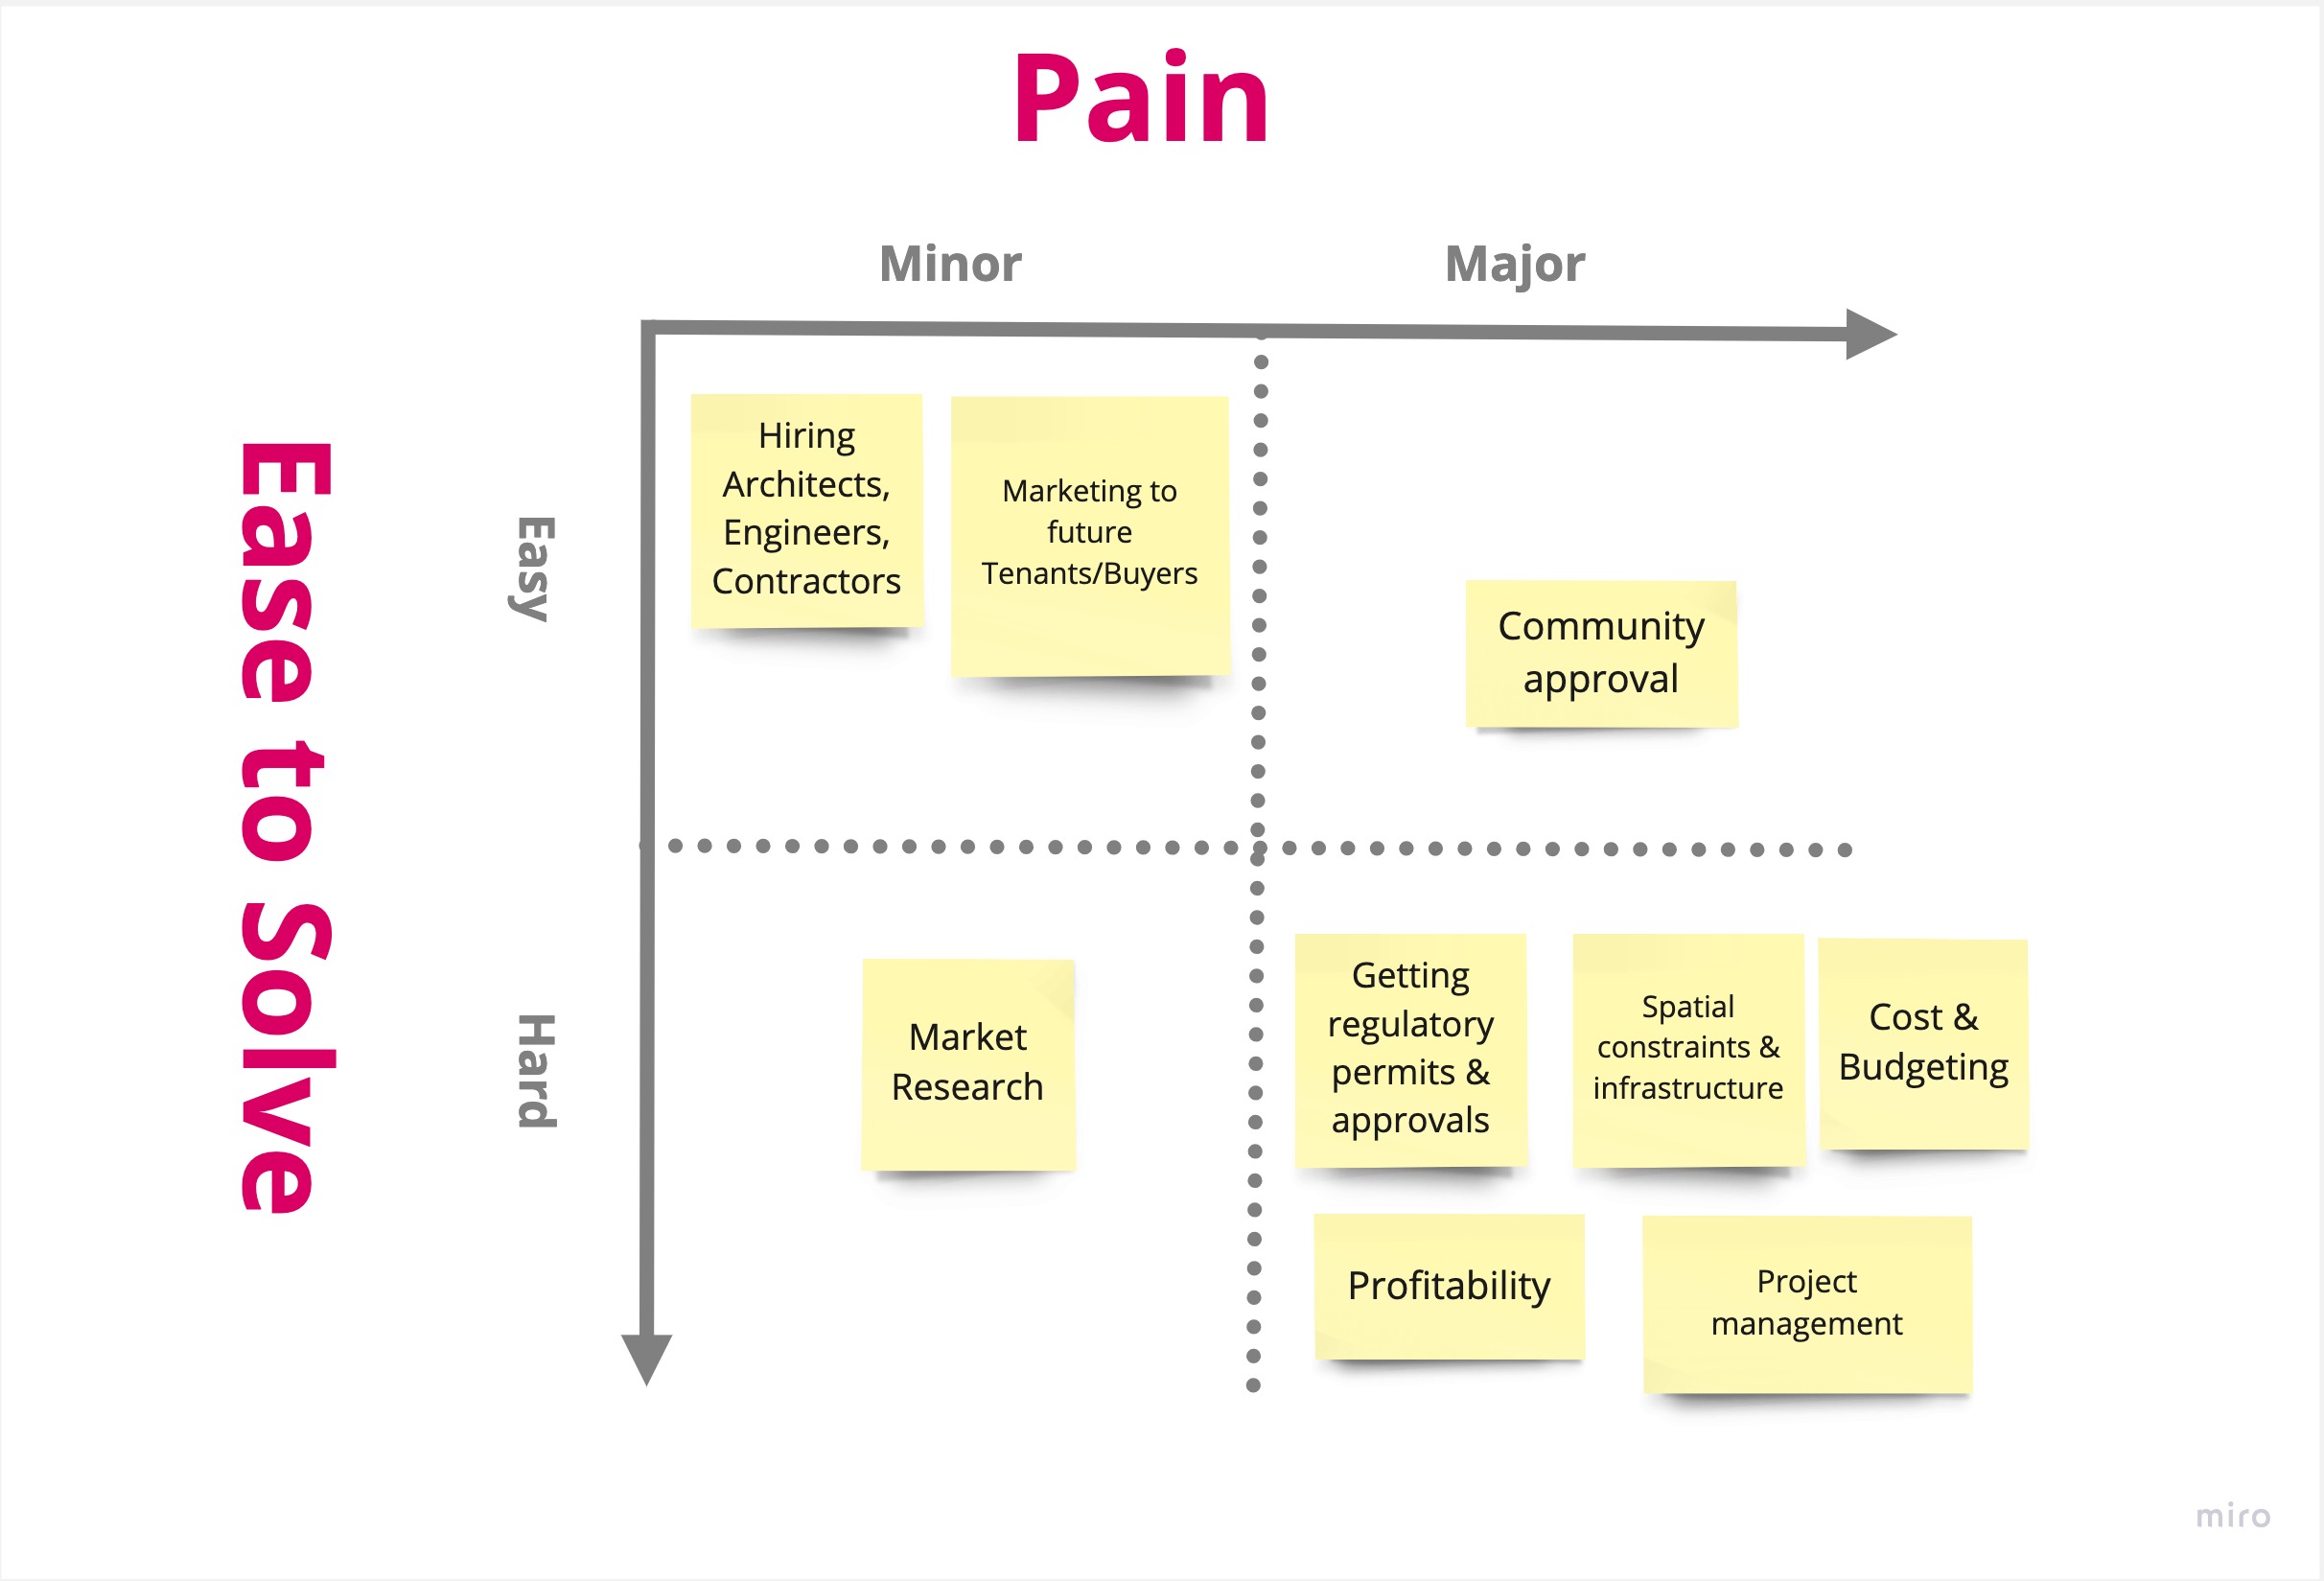 Pain
Minor
Major
Ease to Solve
Easy
Hard
Hiring
Architects,
Engineers,
Contractors
Marketing to
future
Tenants/Buyers
Community
approval
Market
Research
Getting
regulatory
permits &
approvals
Spatial
constraints &
infrastructure
Cost &
Budgeting
Profitability
Project
management
miro